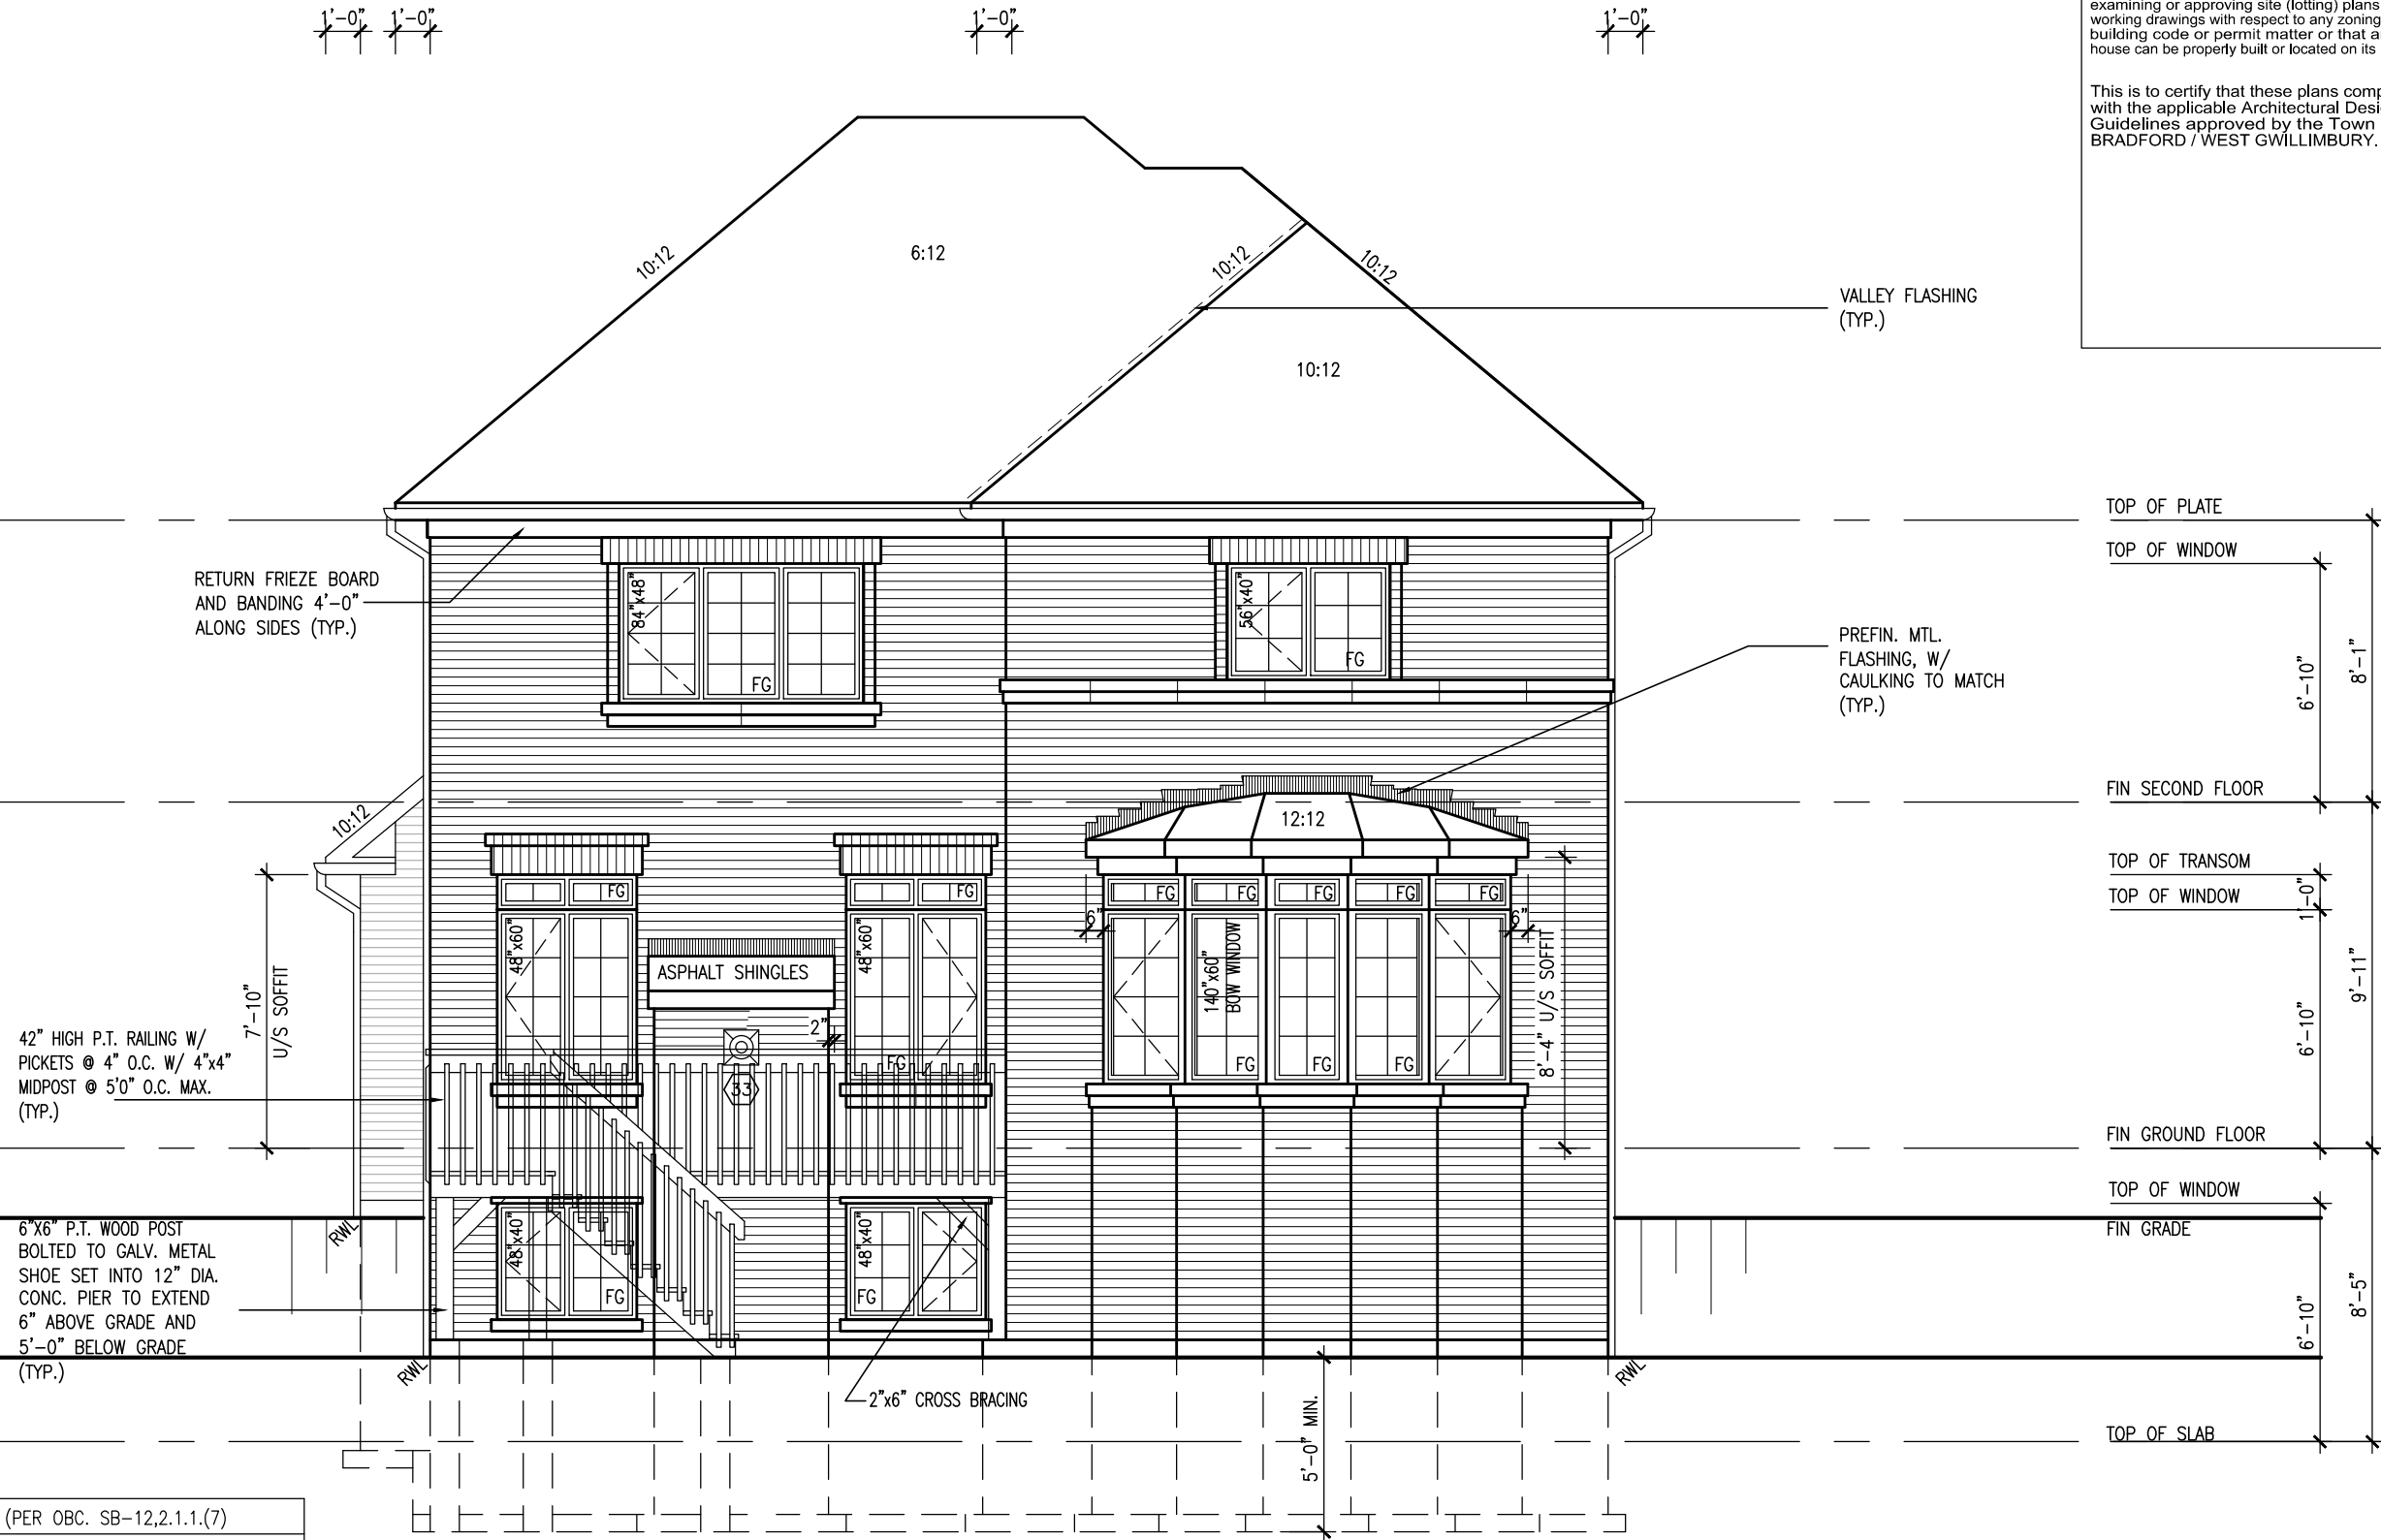 1'-0" 1'-0" 1'-0" 1'-0"
examining or approving site (lotting) plans
working drawings with respect to any zoning
building code or permit matter or that a
house can be properly built or located on its
This is to certify that these plans comp
with the applicable Architectural Desi
Guidelines approved by the Town
BRADFORD / WEST GWILLIMBURY.
10:12
6:12
10:12
10:12
10:12
VALLEY FLASHING
(TYP.)
TOP OF PLATE
TOP OF WINDOW
RETURN FRIEZE BOARD
AND BANDING 4'-0"
ALONG SIDES (TYP.)
84"x48"
FG
56"x40"
FG
PREFIN. MTL.
FLASHING, W/
CAULKING TO MATCH
(TYP.)
6'-10"
8'-1"
FIN SECOND FLOOR
10:12
12:12
TOP OF TRANSOM
TOP OF WINDOW
1'-0"
FG
FG
FG FG FG FG FG
6"
6"
48"x60"
48"x60"
140"x60"
BOW WINDOW
ASPHALT SHINGLES
2"
FG
33
FG FG FG
8'-4" U/S SOFFIT
7'-10"
U/S SOFFIT
6'-10"
9'-11"
42" HIGH P.T. RAILING W/
PICKETS @ 4" O.C. W/ 4"x4"
MIDPOST @ 5'0" O.C. MAX.
(TYP.)
FIN GROUND FLOOR
TOP OF WINDOW
FIN GRADE
6"X6" P.T. WOOD POST
BOLTED TO GALV. METAL
SHOE SET INTO 12" DIA.
CONC. PIER TO EXTEND
6" ABOVE GRADE AND
5'-0" BELOW GRADE
(TYP.)
RWL
48"x40"
FG
48"x40"
FG
6'-10"
8'-5"
RWL
RWL
2"x6" CROSS BRACING
5'-0" MIN.
TOP OF SLAB
(PER OBC. SB-12,2.1.1.(7)